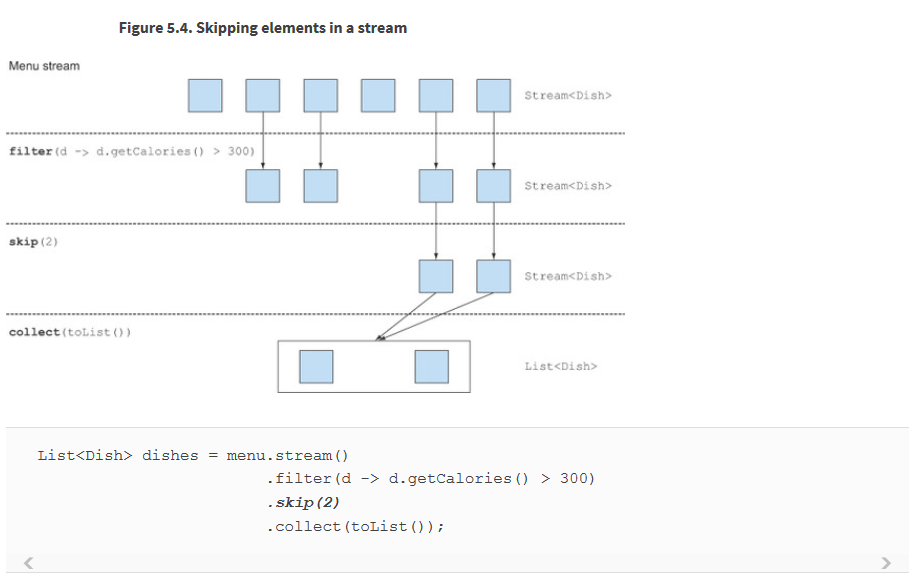 Figure 5.4. Skipping elements in a stream
Menu stream
Stream<Dish>
filter(d -> d.getCalories() > 300)
Stream<Dish>
skip(2)
Stream<Dish>
collect(toList())
List<Dish>
List<Dish> dishes = menu.stream()
.filter(d -> d.getCalories() > 300)
.skip(2)
.collect(toList());